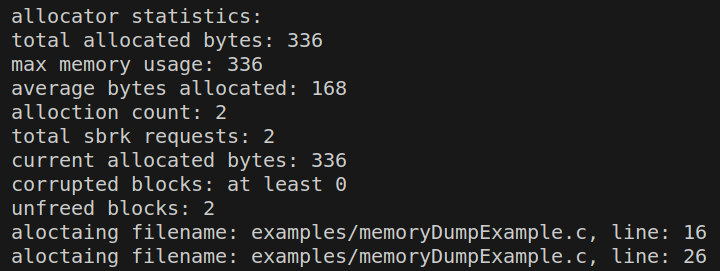 allocator statistics:
total allocated bytes: 336
max memory usage: 336
average bytes allocated: 168
alloction count: 2
total sbrk requests: 2
current allocated bytes: 336
corrupted blocks: at least 0
unfreed blocks: 2
aloctaing filename: examples/memoryDumpExample.c, line: 16
aloctaing filename: examples/memoryDumpExample.c, line: 26